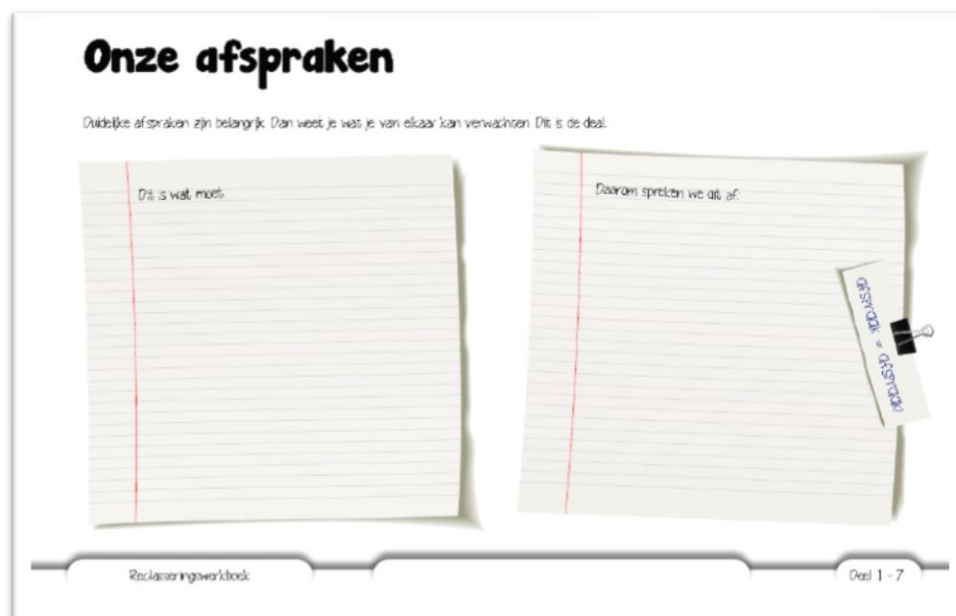 Onze afspraken
Duidelijke afspraken zijn belangrijk. Dan weet je wat je van elkaar kan verwachten. Dit is de deal.
Dit is wat moet:
Daarom spreken we dit af:
afspraak = afspraak
Reclasseringswerkboek
Deel 1 - 7